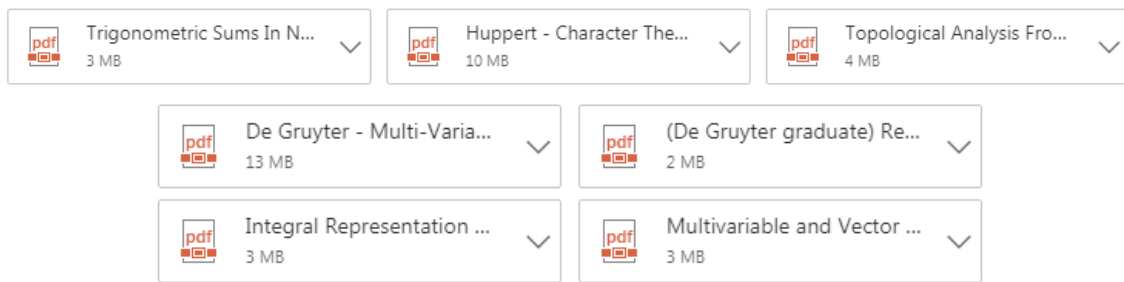 pdf Trigonometric Sums In N...
3 MB
pdf Huppert - Character The...
10 MB
pdf Topological Analysis Fro...
4 MB
pdf De Gruyter - Multi-Varia...
13 MB
pdf (De Gruyter graduate) Re...
2 MB
pdf Integral Representation ...
3 MB
pdf Multivariable and Vector ...
3 MB